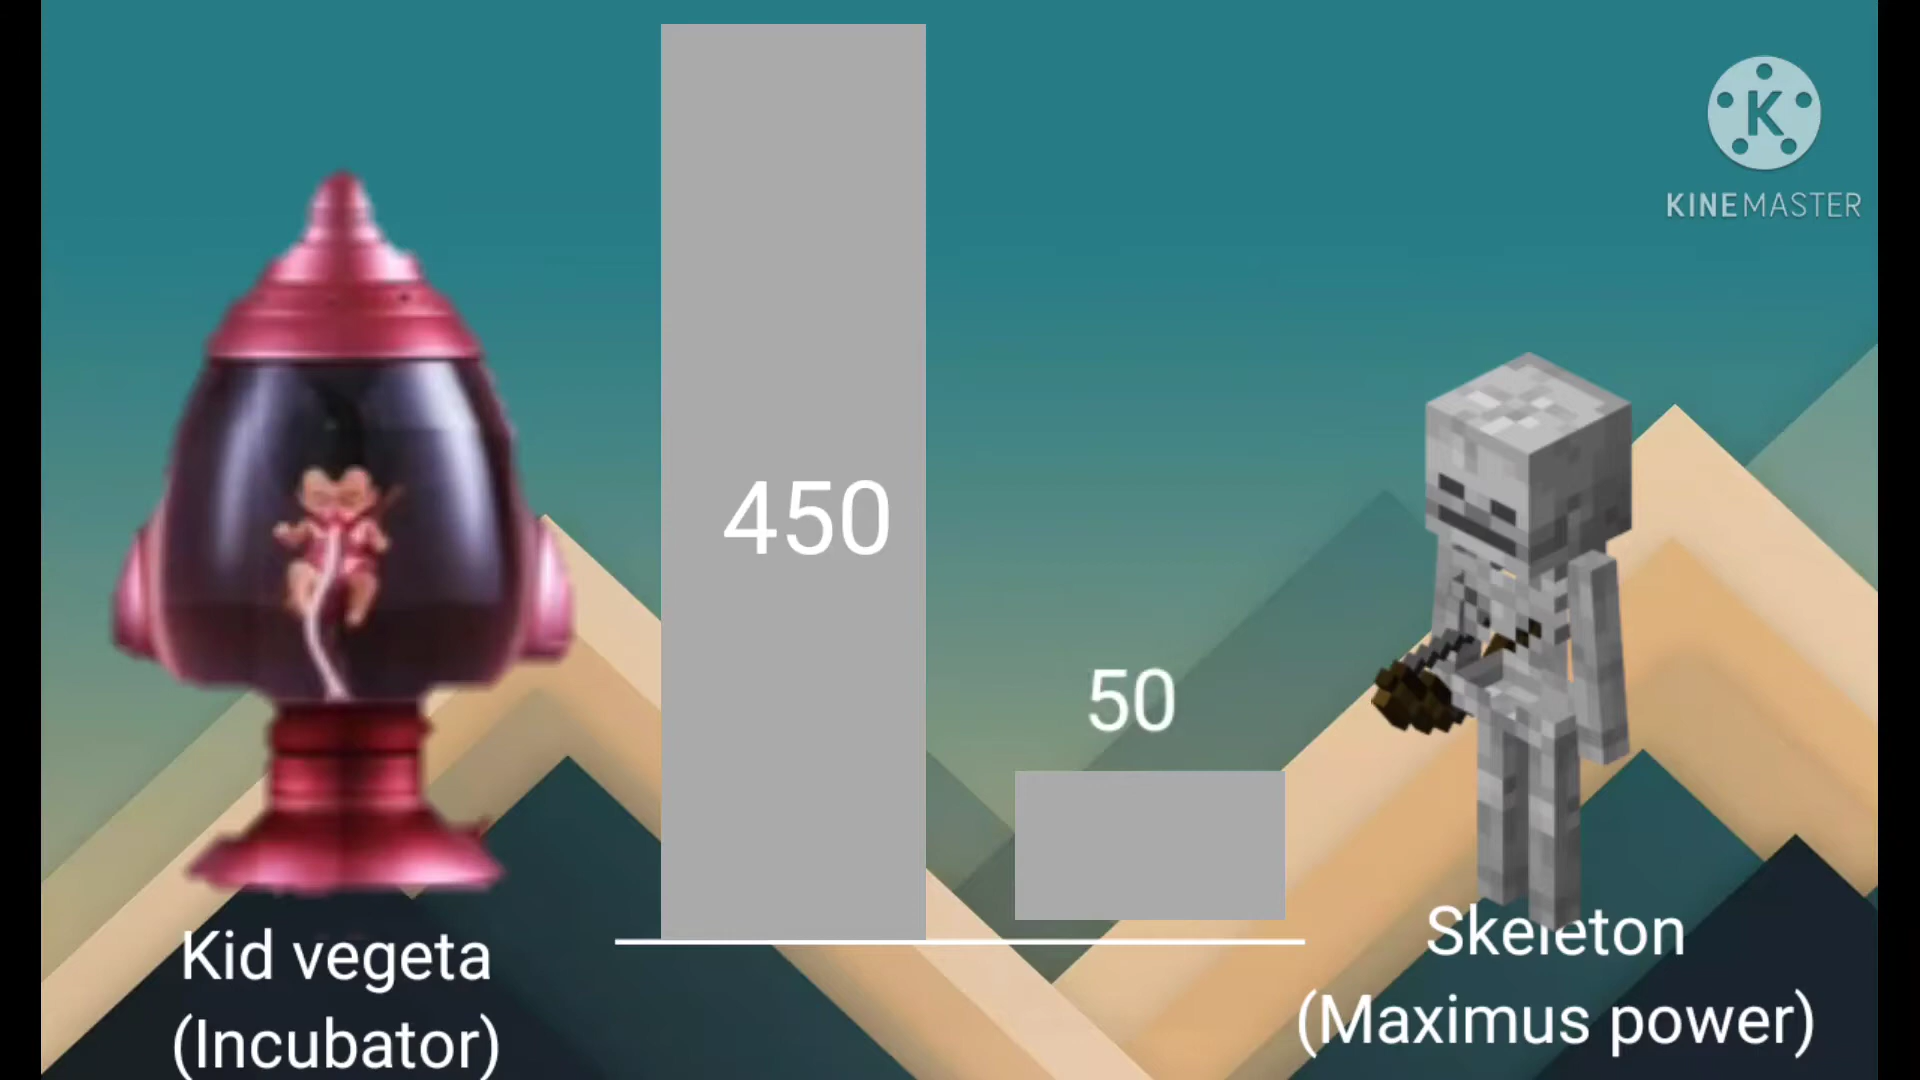 K
KINEMASTER
450
50
Kid vegeta
(Incubator)
Skeleton
(Maximus power)